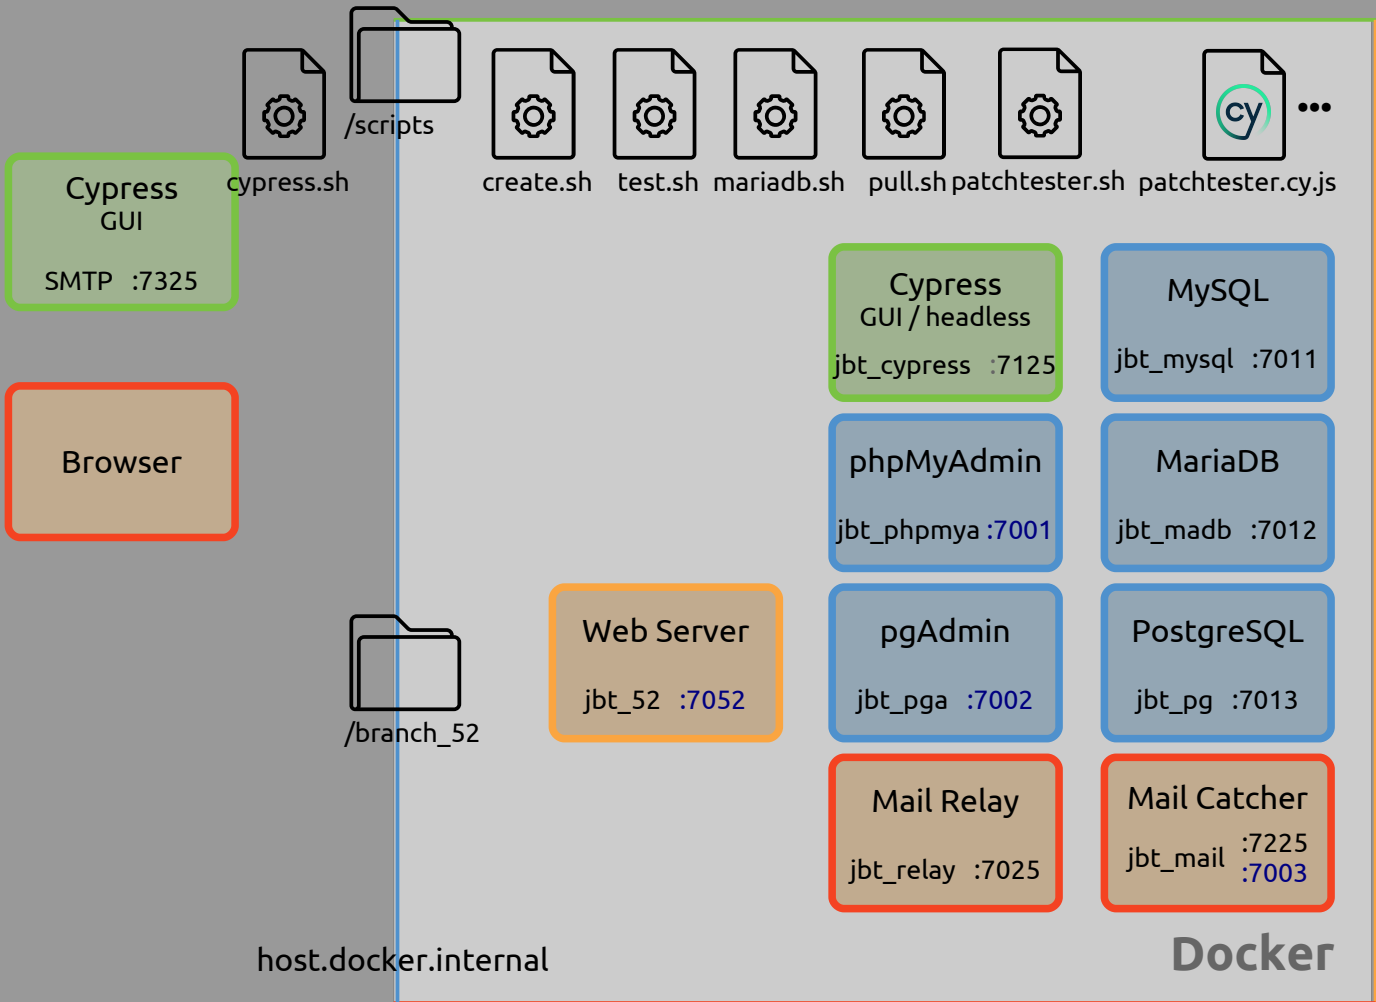 /scripts
cypress.sh
create.sh
test.sh
mariadb.sh
pull.sh
patchtester.sh
cy
•••
patchtester.cy.js
Cypress
GUI
SMTP :7325
Cypress
GUI / headless
jbt_cypress :7125
MySQL
jbt_mysql :7011
Browser
phpMyAdmin
jbt_phpmya :7001
MariaDB
jbt_madb :7012
/branch_52
Web Server
jbt_52 :7052
pgAdmin
jbt_pga :7002
PostgreSQL
jbt_pg :7013
Mail Relay
jbt_relay :7025
Mail Catcher
jbt_mail :7225
:7003
host.docker.internal
Docker